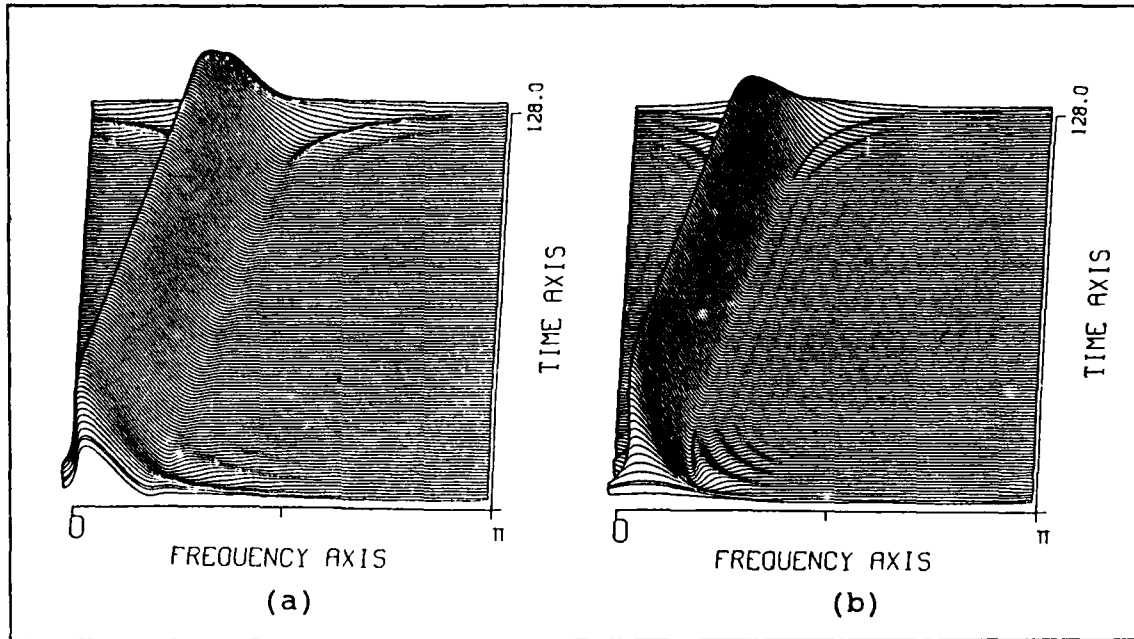 128.0
TIME AXIS
0
π
FREQUENCY AXIS
(a)
128.0
TIME AXIS
0
π
FREQUENCY AXIS
(b)